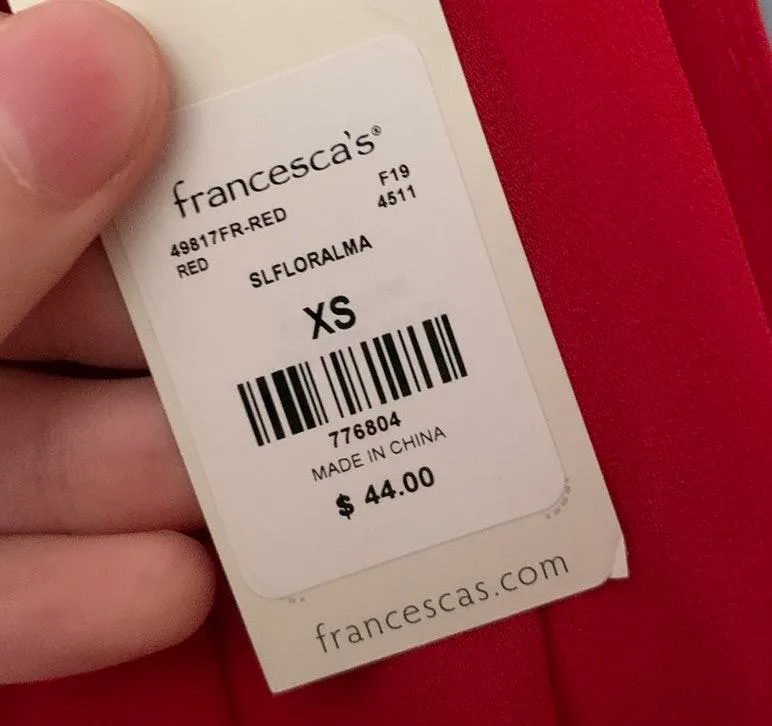 francesca's®
49817FR-RED F19
RED 4511
SLFLORALMA
XS
776804
MADE IN CHINA
$ 44.00
francescas.com